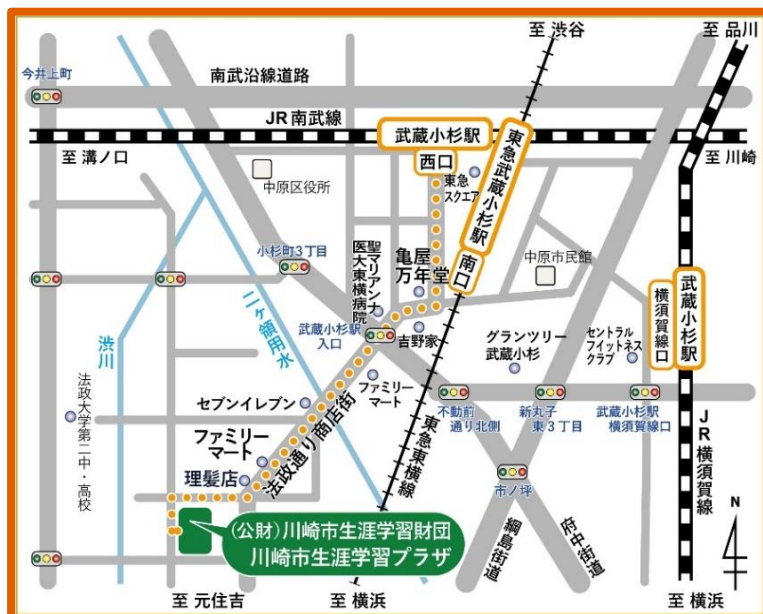 至 渋谷
至 品川
今井上町
南武沿線道路
JR南武線
武蔵小杉駅
西口
至 溝ノ口
至 川崎
東急武蔵小杉駅
南口
東急
スクエア
中原区役所
中原市民館
小杉町3丁目
聖マリアンナ
医大東横病院
亀屋
万年堂
武蔵小杉駅
横須賀線口
二ヶ領用水
渋川
武蔵小杉駅
入口
吉野家
グランツリー
武蔵小杉
セントラル
フィットネス
クラブ
ファミリー
マート
セブンイレブン
法政通り商店街
法政大学第二中・高校
不動前
通り北側
新丸子
東3丁目
武蔵小杉駅
横須賀線口
東急東横線
JR横須賀線
ファミリー
マート
理髪店
市ノ坪
綱島街道
府中街道
(公財)川崎市生涯学習財団
川崎市生涯学習プラザ
N
至 元住吉
至 横浜
至 横浜